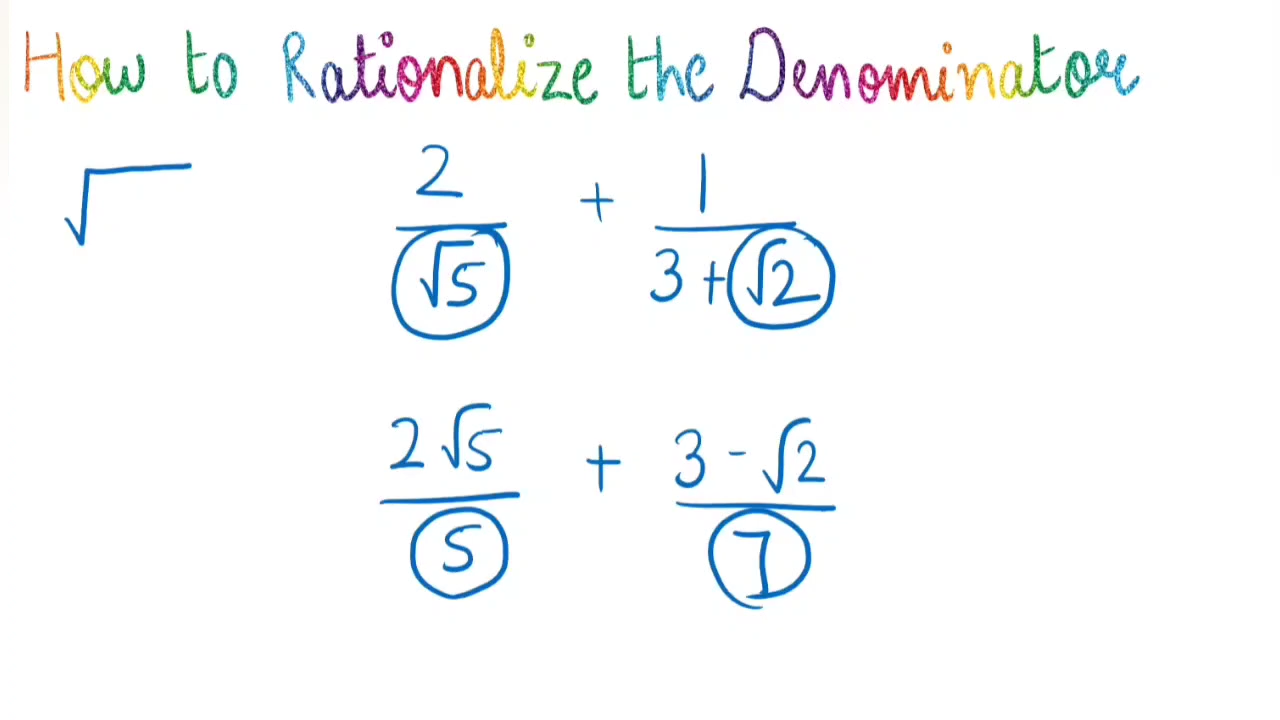 How to Rationalize the Denominator
√
2/√5 + 1/(3 + √2)
2√5/5 + (3 - √2)/7